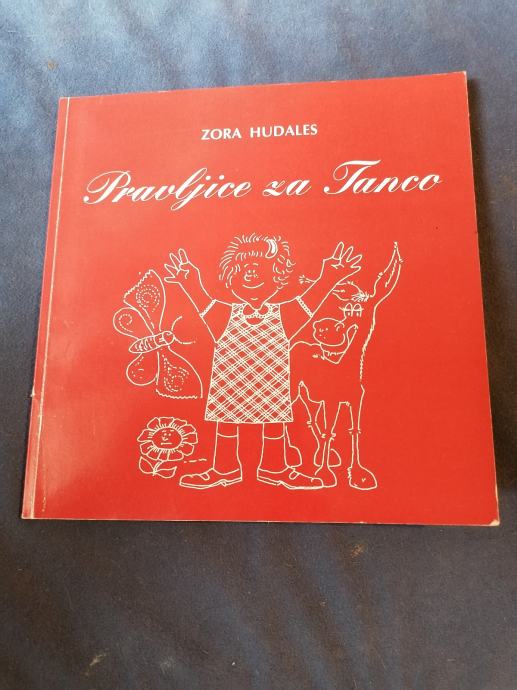 ZORA HUDALES
Pravljice za Tanco